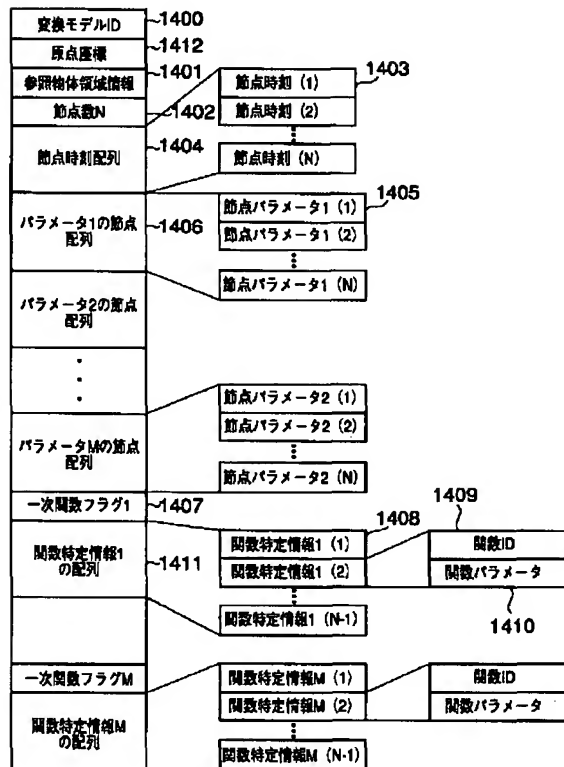 変換モデルID
1400
原点座標
1412
参照物体領域情報
1401
節点数N
1402
節点時刻配列
1404
節点時刻 (1)
1403
節点時刻 (2)
節点時刻 (N)
パラメータ1の節点
配列
1406
節点パラメータ1 (1)
1405
節点パラメータ1 (2)
節点パラメータ1 (N)
パラメータ2の節点
配列
パラメータMの節点
配列
節点パラメータ2 (1)
節点パラメータ2 (2)
節点パラメータ2 (N)
一次関数フラグ1
1407
関数特定情報1
の配列
1411
関数特定情報1 (1)
1408
関数特定情報1 (2)
関数特定情報1 (N-1)
1409
関数ID
関数パラメータ
1410
一次関数フラグM
関数特定情報M
の配列
関数特定情報M (1)
関数特定情報M (2)
関数特定情報M (N-1)
関数ID
関数パラメータ